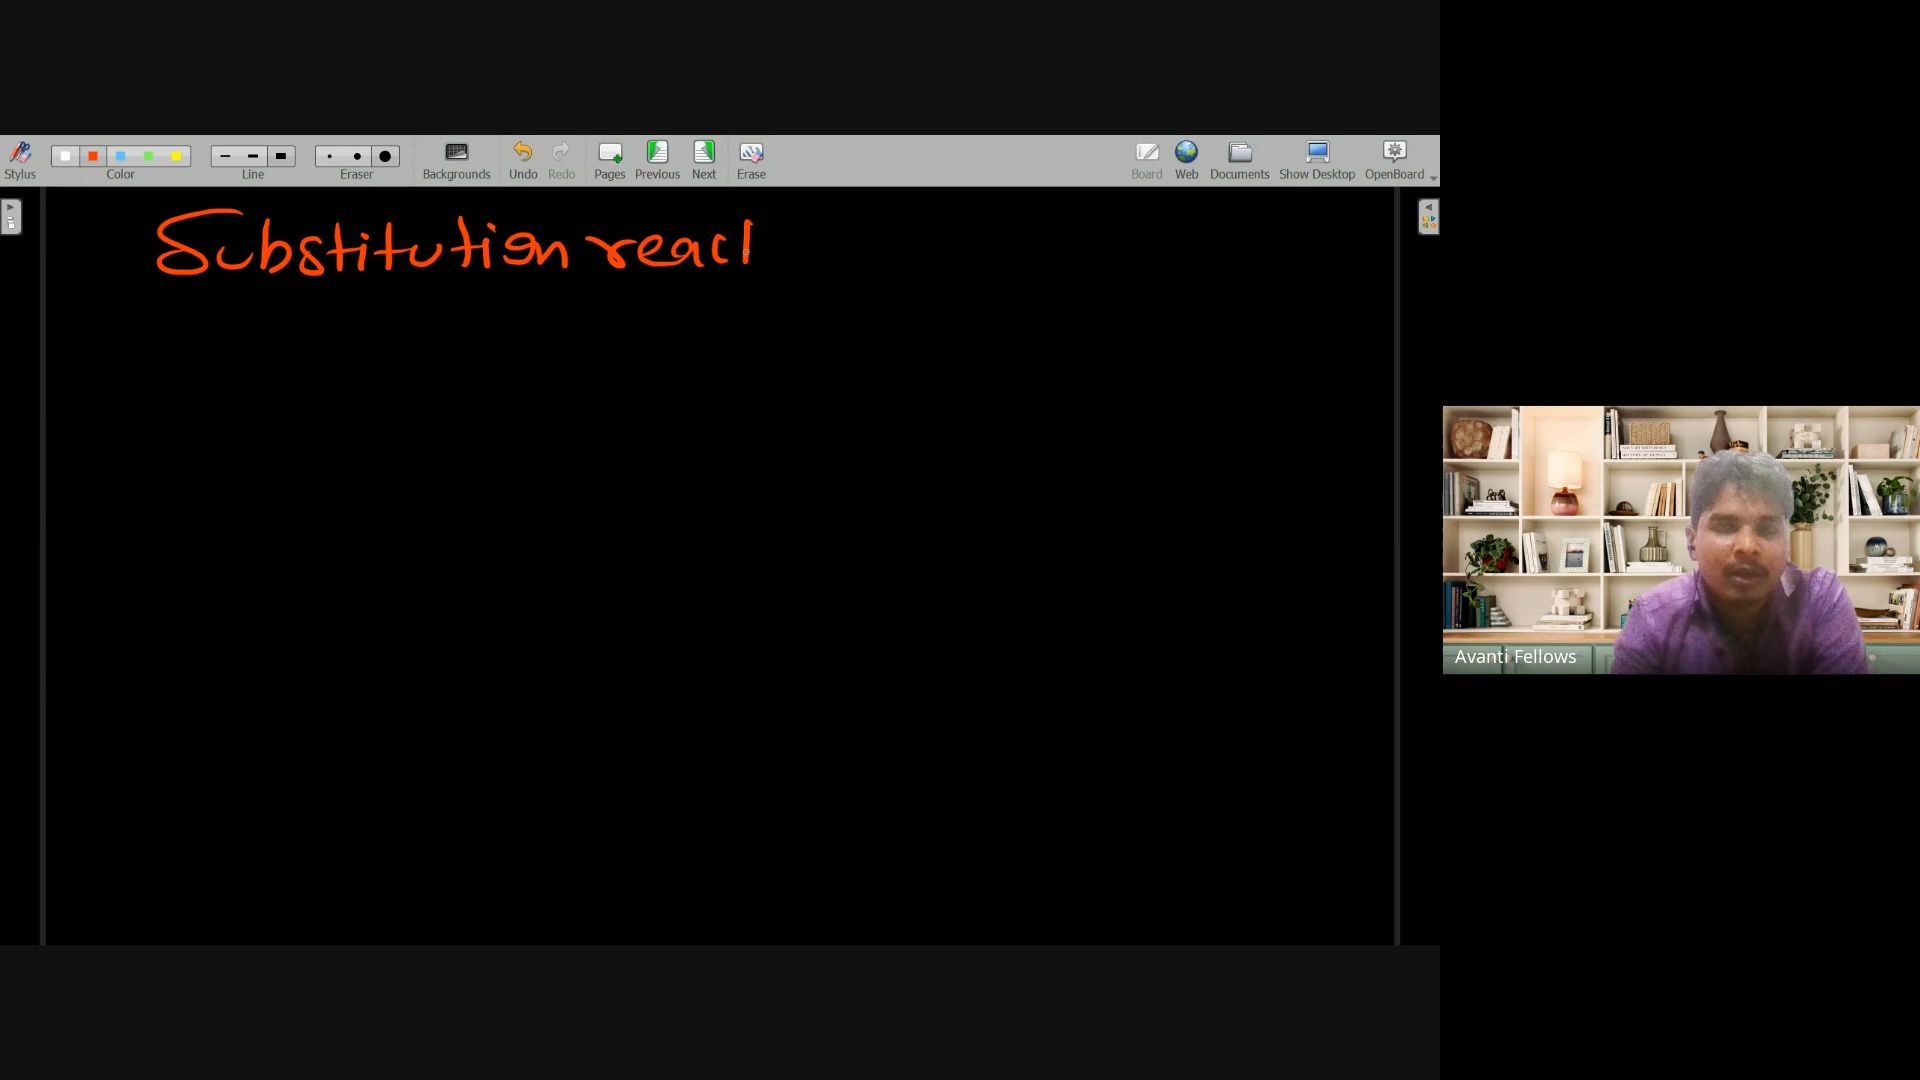 Stylus
Color
Line
Eraser
Backgrounds
Undo
Redo
Pages
Previous
Next
Erase
Board
Web
Documents
Show Desktop
OpenBoard
Substitution reac
Avanti Fellows